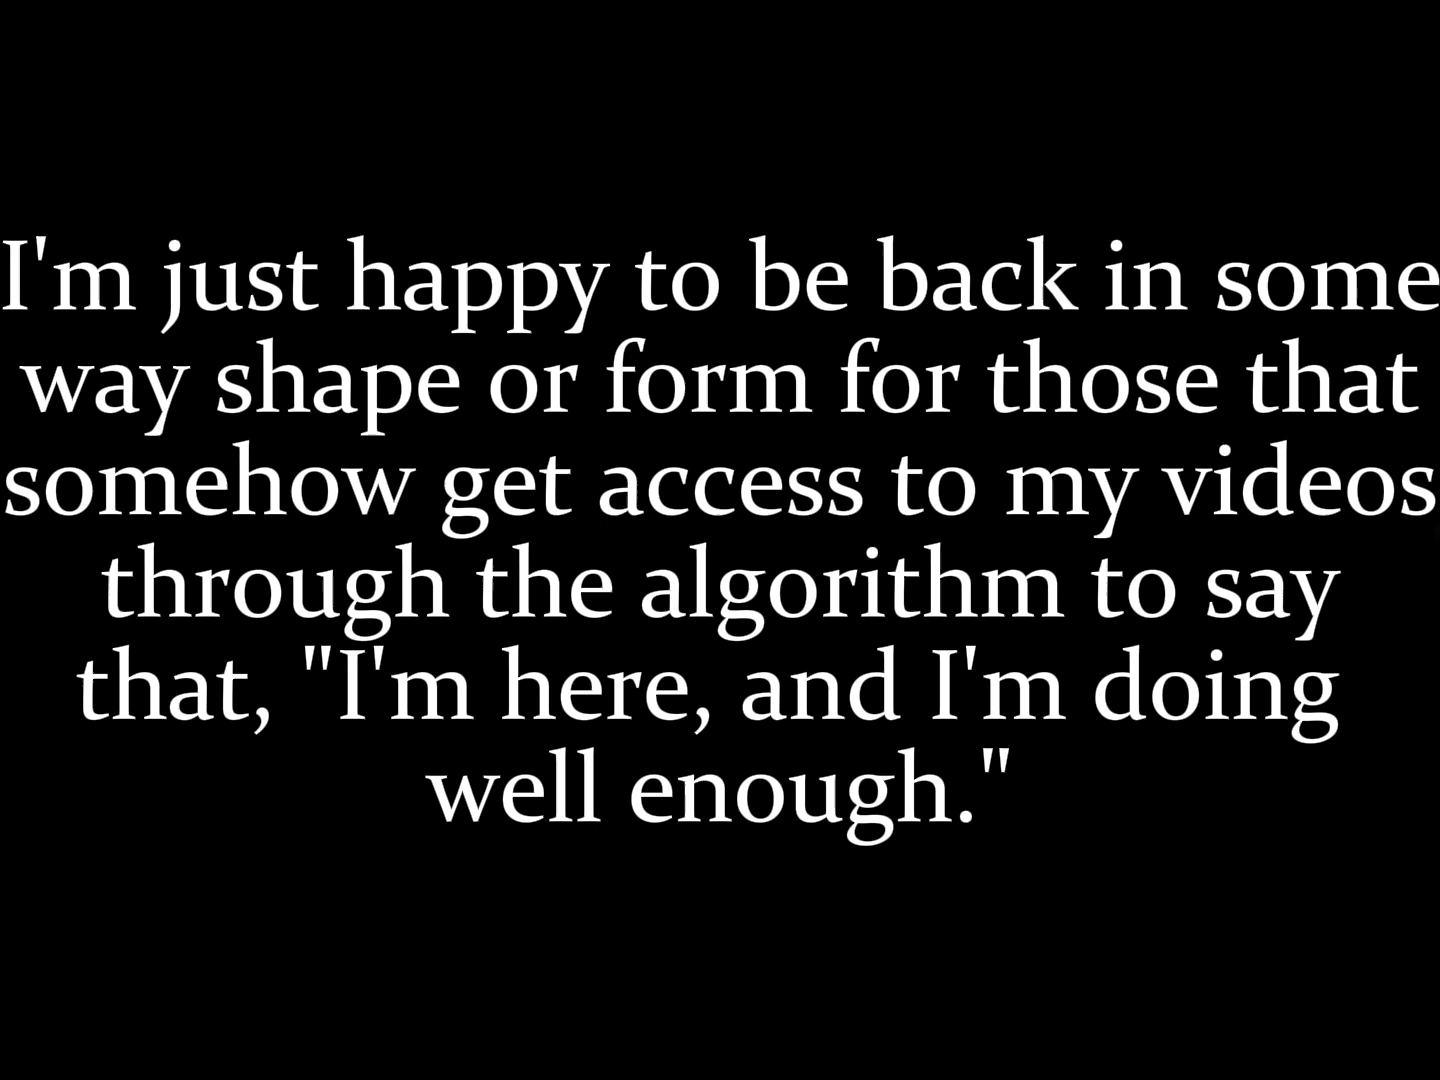 I'm just happy to be back in some
way shape or form for those that
somehow get access to my videos
through the algorithm to say
that, "I'm here, and I'm doing
well enough."